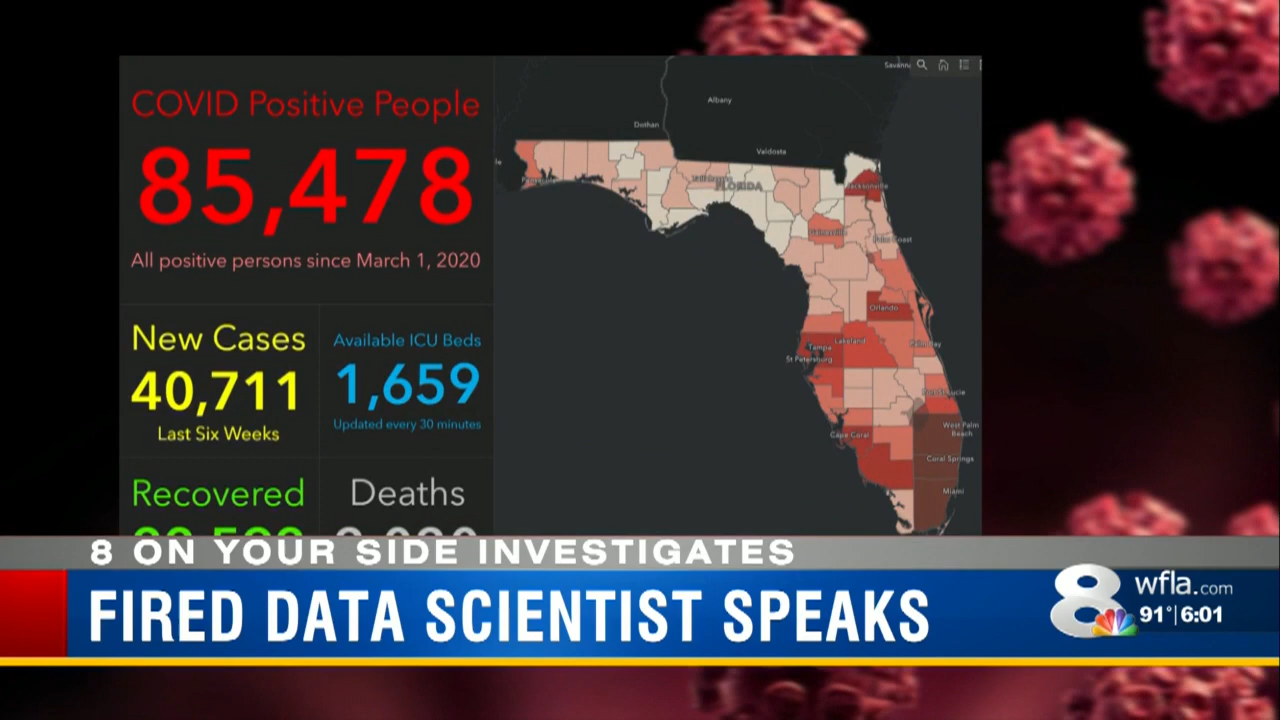 COVID Positive People
85,478
All positive persons since March 1, 2020
New Cases
40,711
Last Six Weeks
Available ICU Beds
1,659
Updated every 30 minutes
Recovered
Deaths
Albany
Dothan
Valdosta
FLORIDA
Jacksonville
Gainesville
Palm Coast
Orlando
Lakeland
Tampa
Palm Bay
St Petersburg
Cape Coral
West Palm
Beach
Coral Springs
Miami
8 ON YOUR SIDE INVESTIGATES
FIRED DATA SCIENTIST SPEAKS
8
wfla.com
91°|6:01